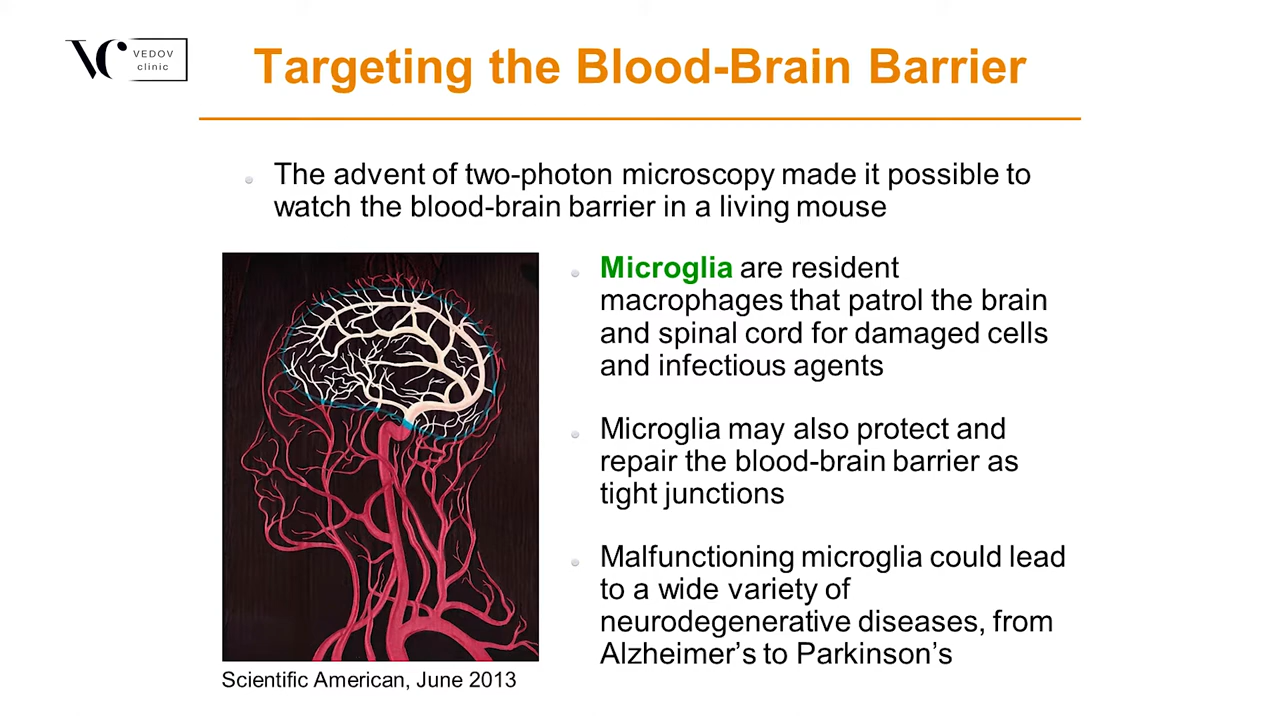 VC VEDOV
clinic
Targeting the Blood-Brain Barrier
The advent of two-photon microscopy made it possible to
watch the blood-brain barrier in a living mouse
Microglia are resident
macrophages that patrol the brain
and spinal cord for damaged cells
and infectious agents
Microglia may also protect and
repair the blood-brain barrier as
tight junctions
Malfunctioning microglia could lead
to a wide variety of
neurodegenerative diseases, from
Alzheimer’s to Parkinson’s
Scientific American, June 2013